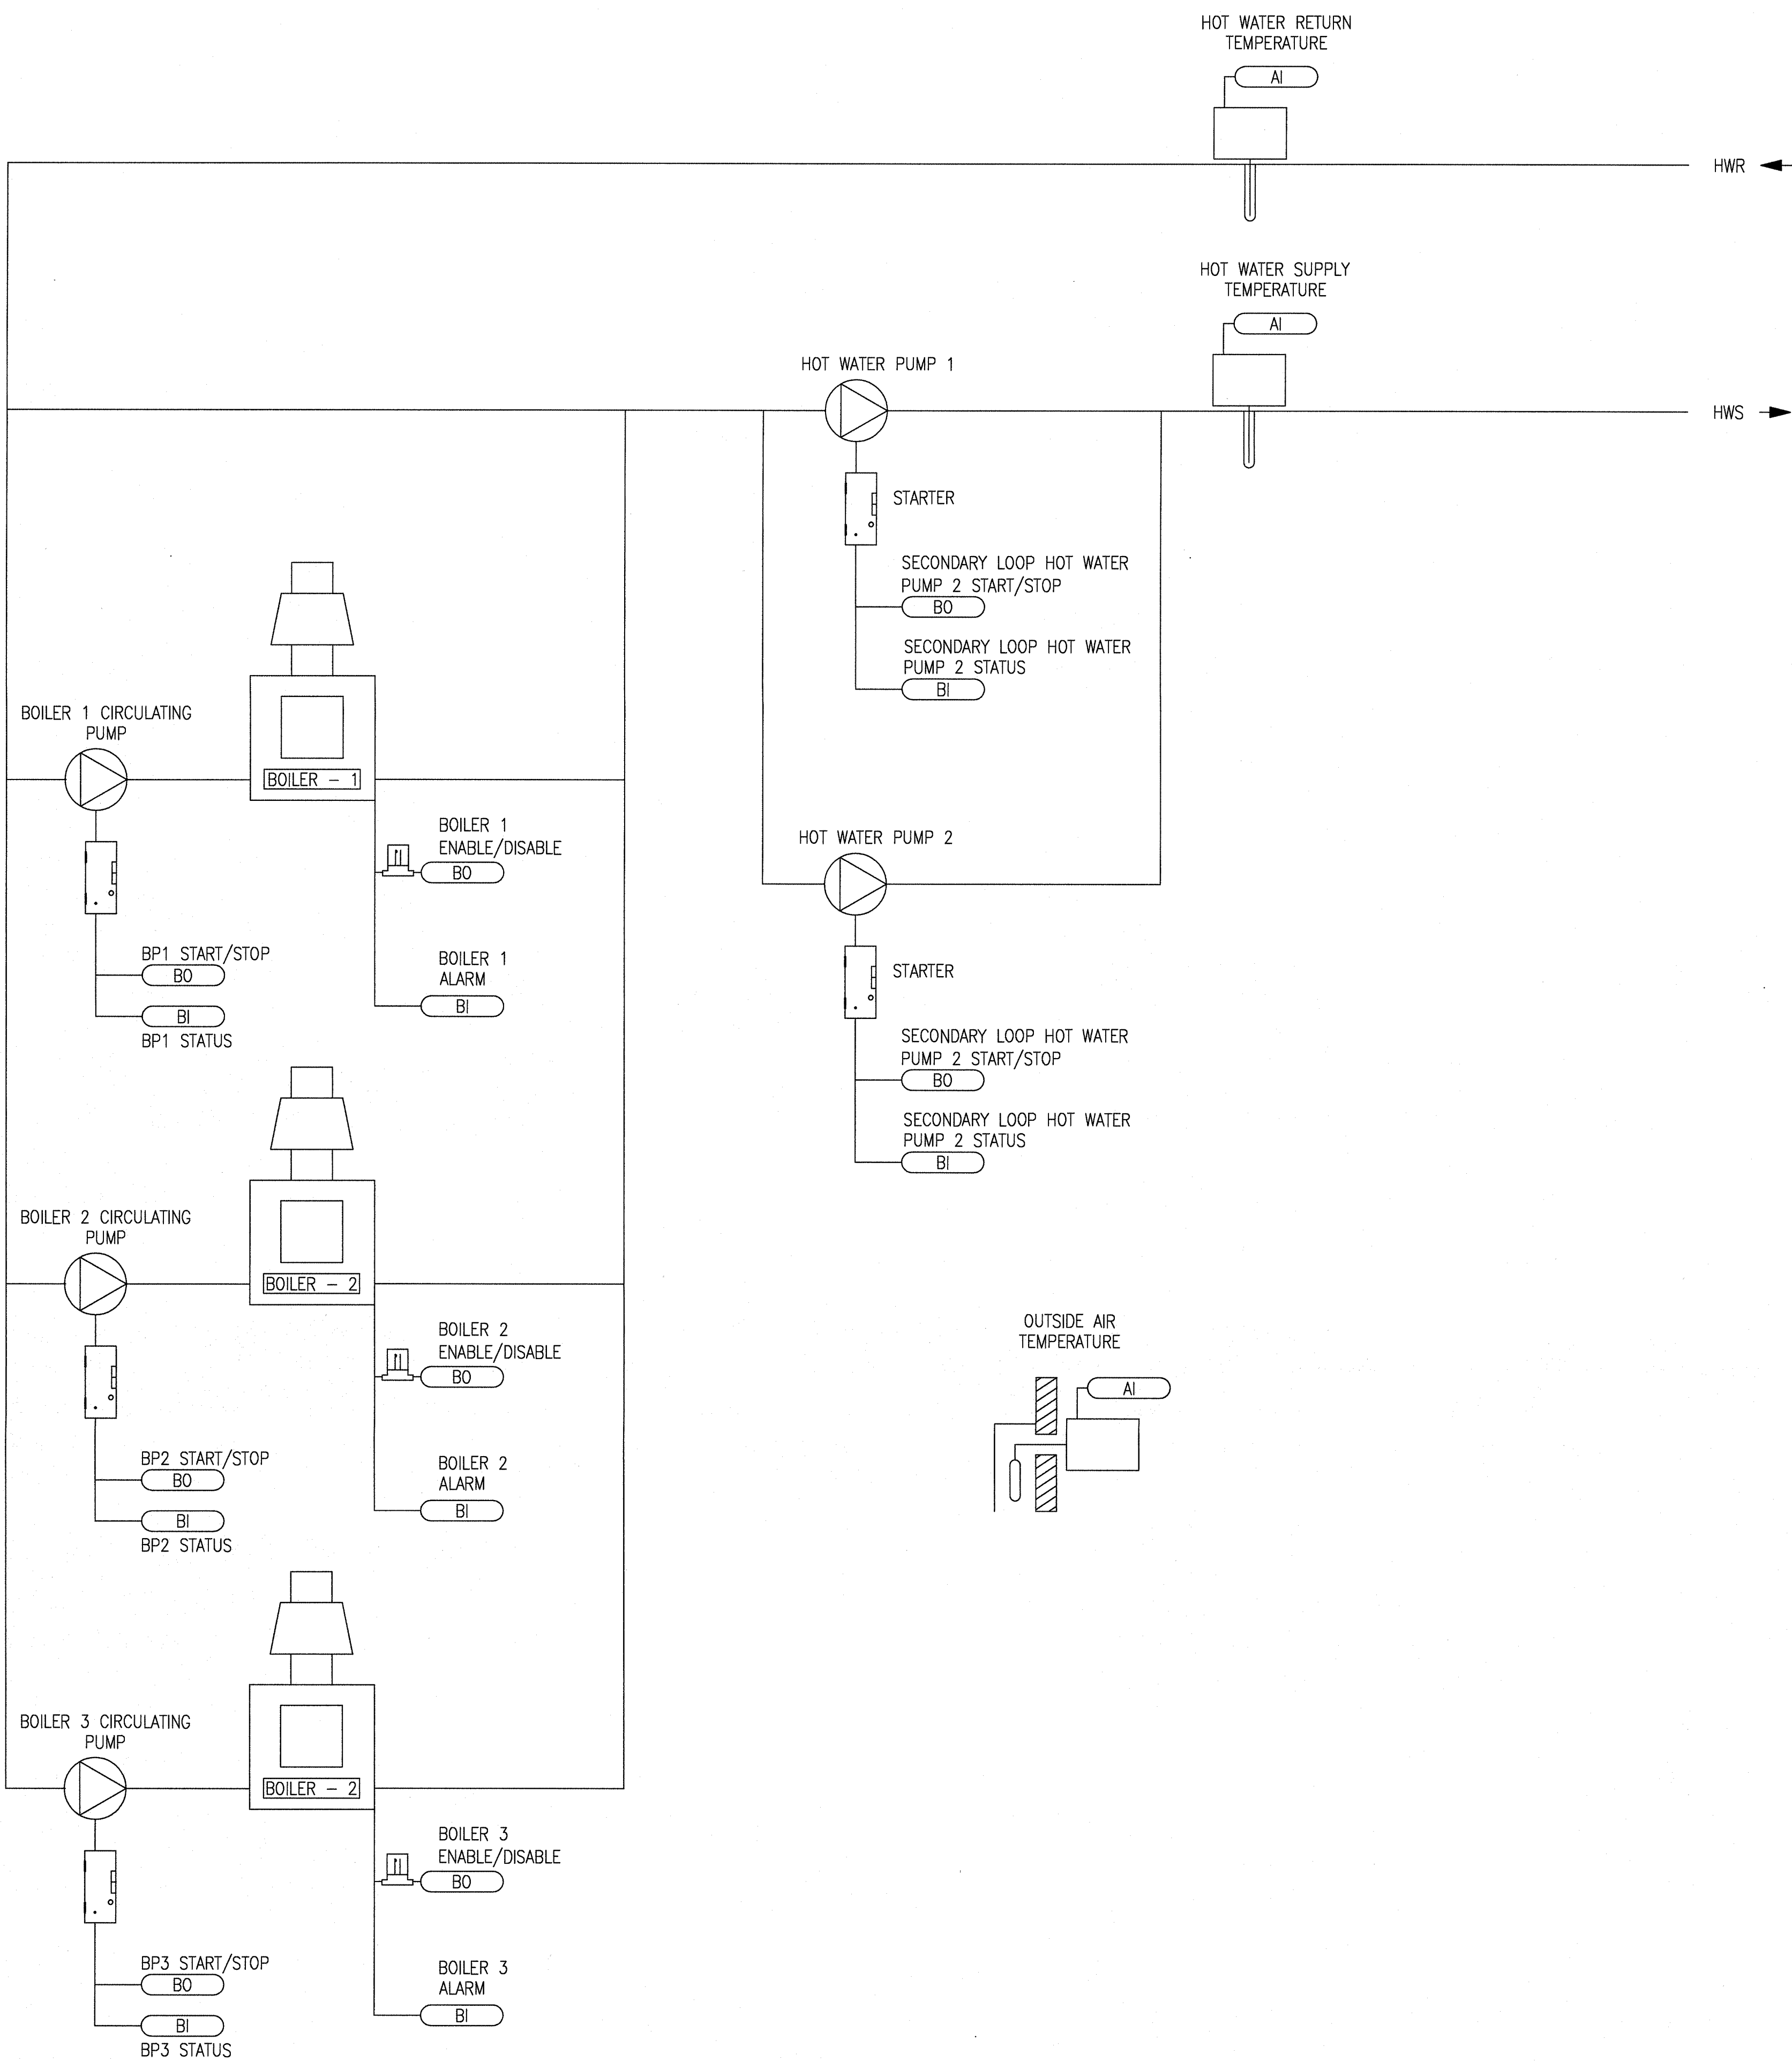 HOT WATER RETURN
TEMPERATURE
AI
HWR
HOT WATER SUPPLY
TEMPERATURE
AI
HWS
HOT WATER PUMP 1
STARTER
SECONDARY LOOP HOT WATER
PUMP 2 START/STOP
BO
SECONDARY LOOP HOT WATER
PUMP 2 STATUS
BI
BOILER 1 CIRCULATING
PUMP
BOILER - 1
BOILER 1
ENABLE/DISABLE
BO
BP1 START/STOP
BO
BI
BP1 STATUS
BOILER 1
ALARM
BI
HOT WATER PUMP 2
STARTER
SECONDARY LOOP HOT WATER
PUMP 2 START/STOP
BO
SECONDARY LOOP HOT WATER
PUMP 2 STATUS
BI
BOILER 2 CIRCULATING
PUMP
BOILER - 2
BOILER 2
ENABLE/DISABLE
BO
BP2 START/STOP
BO
BI
BP2 STATUS
BOILER 2
ALARM
BI
OUTSIDE AIR
TEMPERATURE
AI
BOILER 3 CIRCULATING
PUMP
BOILER - 2
BOILER 3
ENABLE/DISABLE
BO
BP3 START/STOP
BO
BI
BP3 STATUS
BOILER 3
ALARM
BI